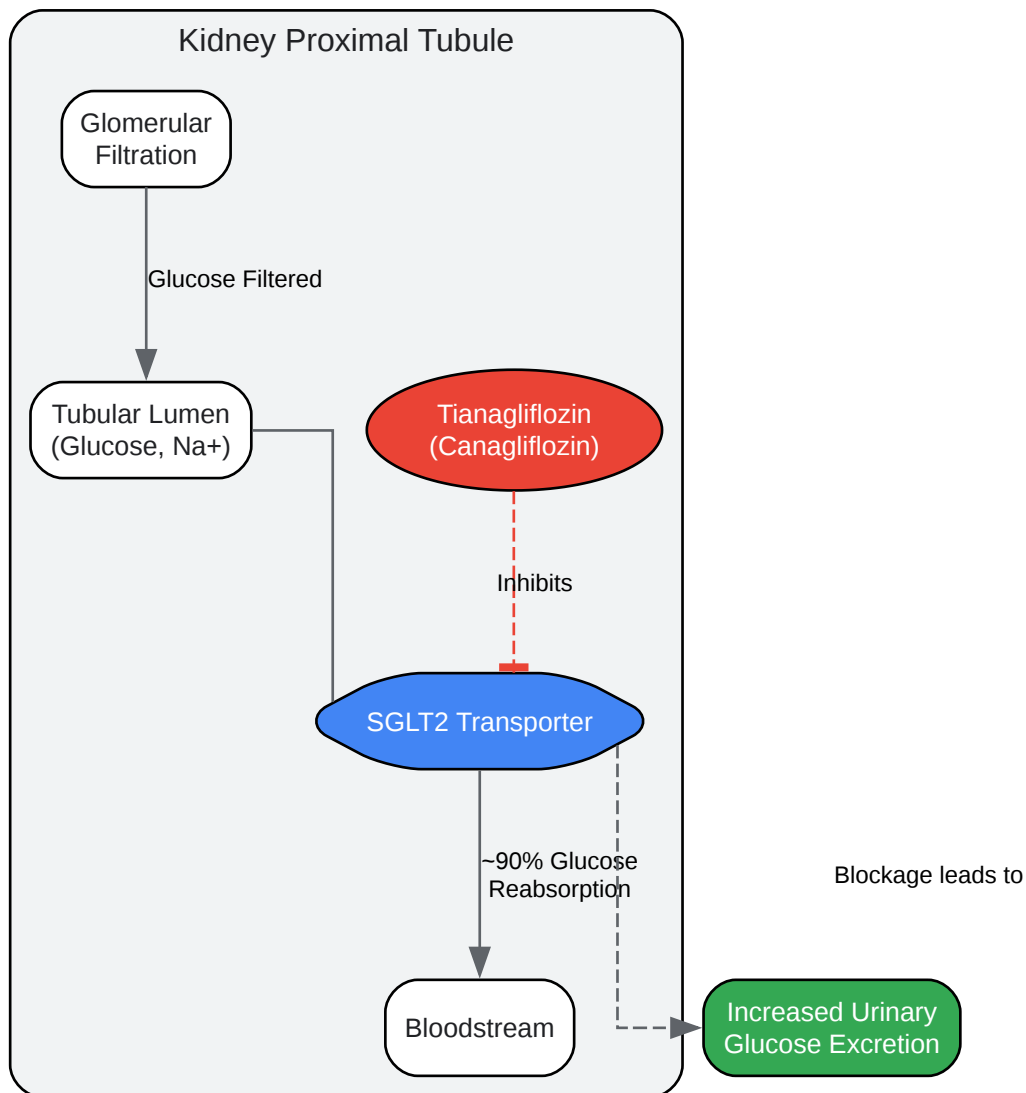 Kidney Proximal Tubule
Glomerular
Filtration
Glucose Filtered
Tubular Lumen
(Glucose, Na+)
Tianagliflozin
(Canagliflozin)
Inhibits
SGLT2 Transporter
~90% Glucose
Reabsorption
Blockage leads to
Bloodstream
Increased Urinary
Glucose Excretion